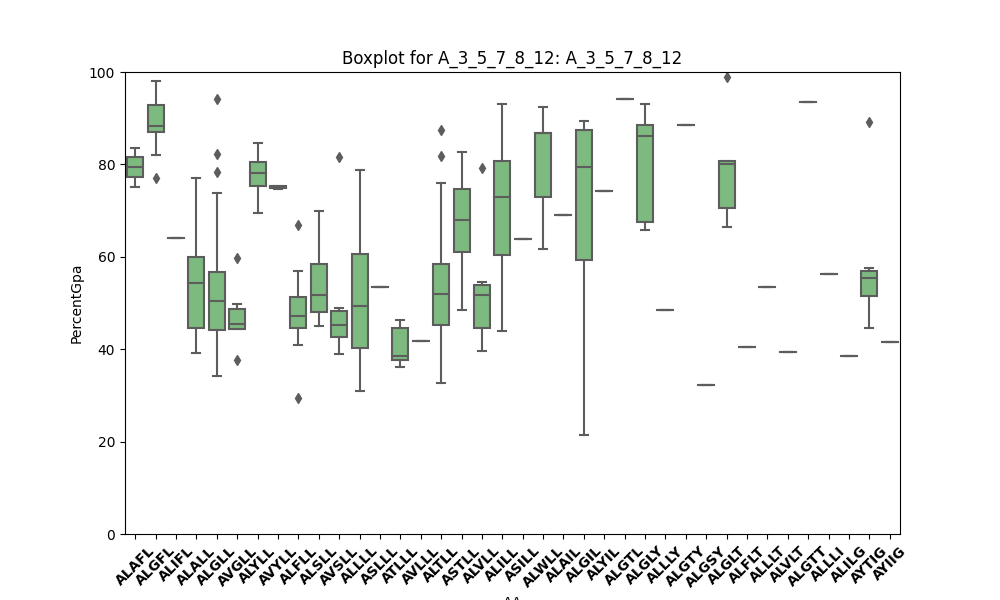 Boxplot for A_3_5_7_8_12: A_3_5_7_8_12
100
80
60
40
20
0
PercentGpa
ALAFL
ALGFL
ALIFL
ALALL
ALGLL
AVGLL
ALYLL
AVYLL
ALFLL
ALSLL
AVSLL
ALLLL
ASLLL
ATLLL
AVLLL
ALTLL
ASTLL
ALVLL
ALILL
ASILL
ALWLL
ALAIL
ALGIL
ALYIL
ALGTL
ALGLY
ALLLY
ALGTY
ALGSY
ALGLT
ALFLT
ALLLT
ALVLT
ALGTT
ALLLI
ALILG
AYTIG
AYIIG